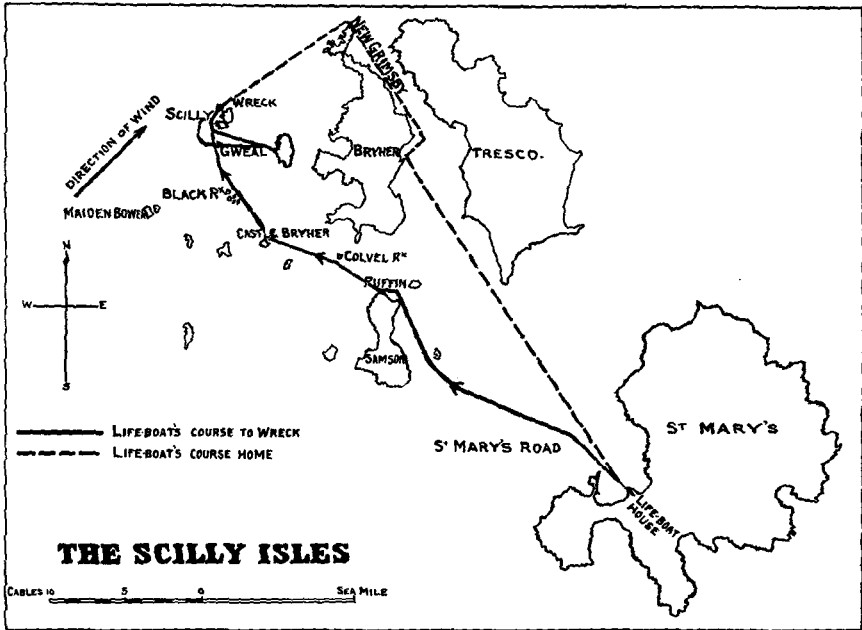 NEW GRIMSBY
WRECK
SCILLY
DIRECTION OF WIND
GWEAL
BRYHER
TRESCO.
BLACK Rks POST
MAIDEN BOWER
CAST & BRYHER
COLVEL Rk
RUFFIN
N
W E
S
SAMSON
LIFE-BOAT'S COURSE TO WRECK
LIFE-BOAT'S COURSE HOME
St MARY'S ROAD
ST MARY'S
LIFE-BOAT
HOUSE
THE SCILLY ISLES
CABLES 10 5 0 SEA MILE